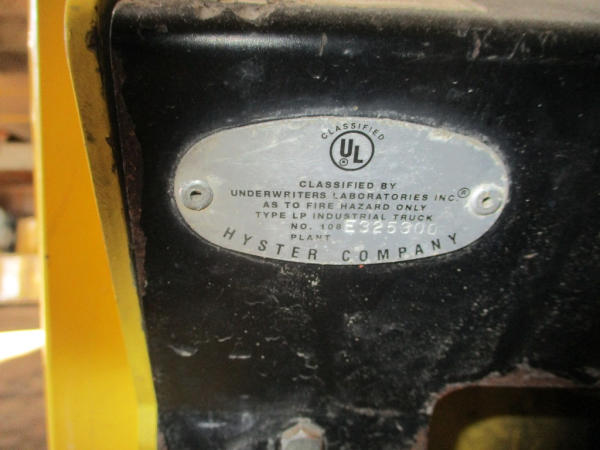 CLASSIFIED
UL
®
CLASSIFIED BY
UNDERWRITERS LABORATORIES INC.®
AS TO FIRE HAZARD ONLY
TYPE LP INDUSTRIAL TRUCK
NO. 108 E325300
PLANT
HYSTER COMPANY